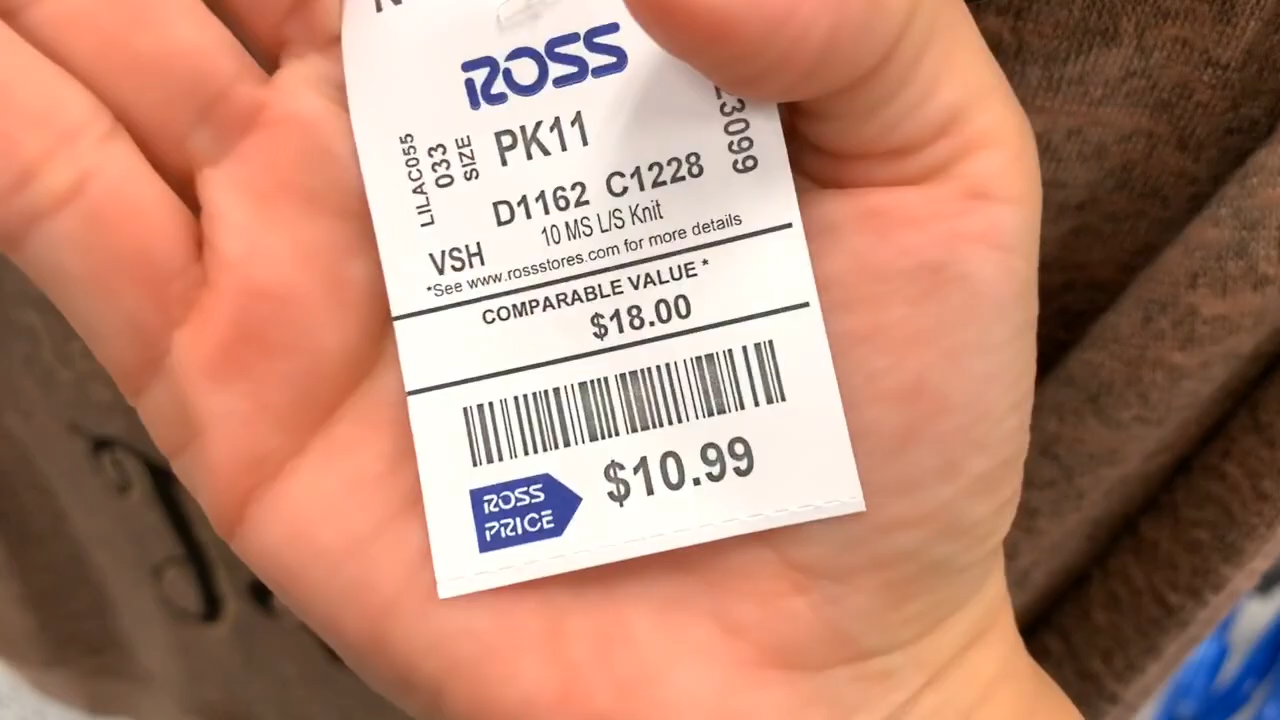 ROSS
LILAC055
033
SIZE
PK11
23099
D1162 C1228
10 MS L/S Knit
VSH
*See www.rossstores.com for more details
COMPARABLE VALUE *
$18.00
ROSS
PRICE
$10.99